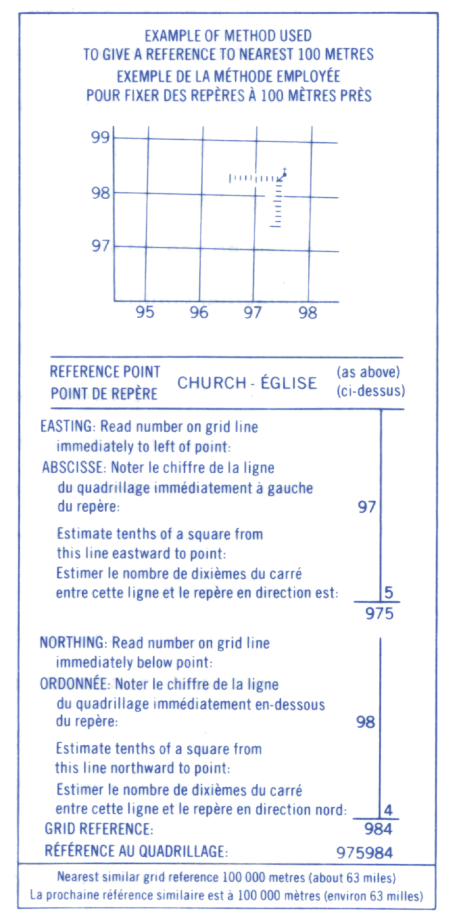 EXAMPLE OF METHOD USED
TO GIVE A REFERENCE TO NEAREST 100 METRES
EXEMPLE DE LA MÉTHODE EMPLOYÉE
POUR FIXER DES REPÈRES À 100 MÈTRES PRÈS
99
98
97
95 96 97 98
REFERENCE POINT
POINT DE REPÈRE
CHURCH - ÉGLISE
(as above)
(ci-dessus)
EASTING: Read number on grid line
immediately to left of point:
ABSCISSE: Noter le chiffre de la ligne
du quadrillage immédiatement à gauche
du repère: 97
Estimate tenths of a square from
this line eastward to point:
Estimer le nombre de dixièmes du carré
entre cette ligne et le repère en direction est: 5
975
NORTHING: Read number on grid line
immediately below point:
ORDONNÉE: Noter le chiffre de la ligne
du quadrillage immédiatement en-dessous
du repère: 98
Estimate tenths of a square from
this line northward to point:
Estimer le nombre de dixièmes du carré
entre cette ligne et le repère en direction nord: 4
GRID REFERENCE: 984
RÉFÉRENCE AU QUADRILLAGE: 975984
Nearest similar grid reference 100 000 metres (about 63 miles)
La prochaine référence similaire est à 100 000 mètres (environ 63 milles)